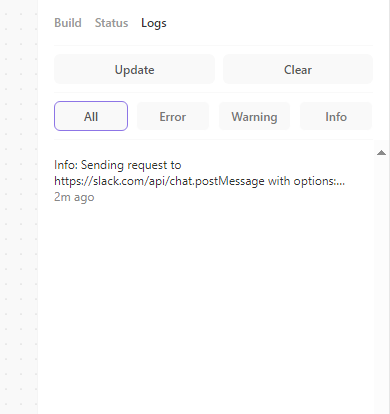 Build Status Logs
Update Clear
All Error Warning Info
Info: Sending request to
https://slack.com/api/chat.postMessage with options:...
2m ago